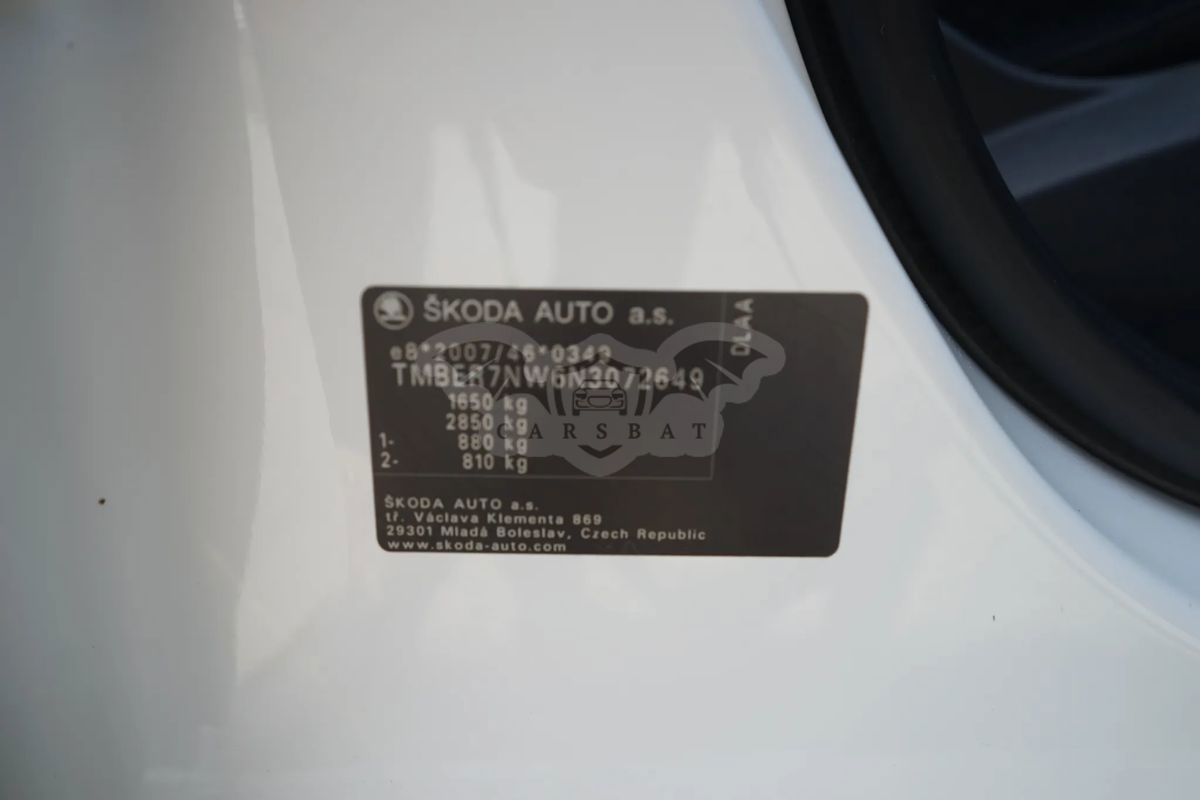 ŠKODA AUTO a.s.
DLAA
e8*2007/46*0343
TMBER7NW6N3072649
1650 kg
2850 kg
1- 880 kg
2- 810 kg
CARSBAT
ŠKODA AUTO a.s.
tř. Václava Klementa 869
29301 Mladá Boleslav, Czech Republic
www.skoda-auto.com